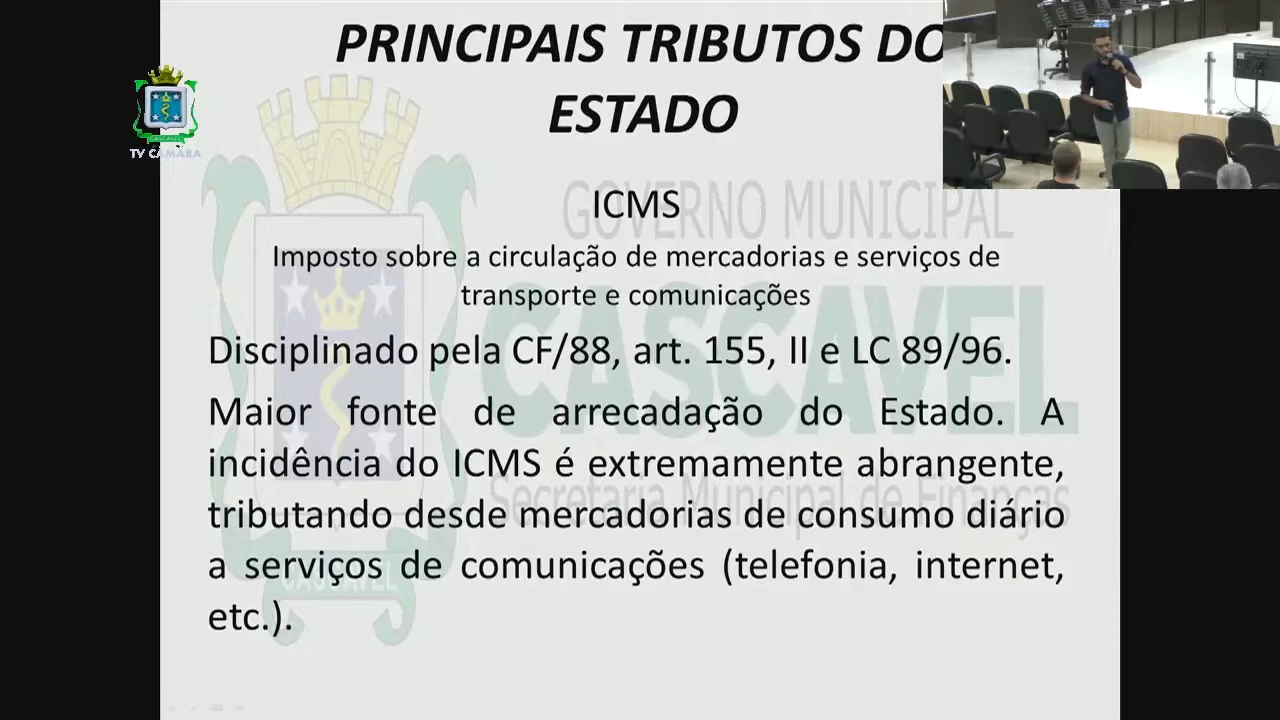 PRINCIPAIS TRIBUTOS DO
ESTADO
TV CÂMARA
GOVERNO MUNICIPAL
ICMS
Imposto sobre a circulação de mercadorias e serviços de
transporte e comunicações
CASCAVEL
Disciplinado pela CF/88, art. 155, II e LC 89/96.
Maior fonte de arrecadação do Estado. A
incidência do ICMS é extremamente abrangente,
Secretaria Municipal de Finanças
tributando desde mercadorias de consumo diário
a serviços de comunicações (telefonia, internet,
CASCAVEL
etc.).